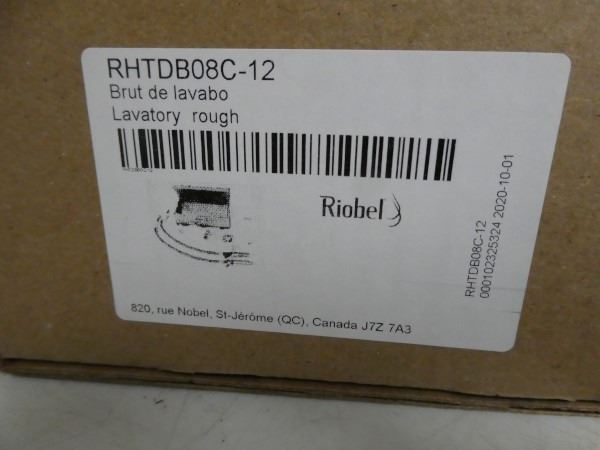 RHTDB08C-12
Brut de lavabo
Lavatory rough
Riobel
RHTDB08C-12
000102325324 2020-10-01
820, rue Nobel, St-Jérôme (QC), Canada J7Z 7A3